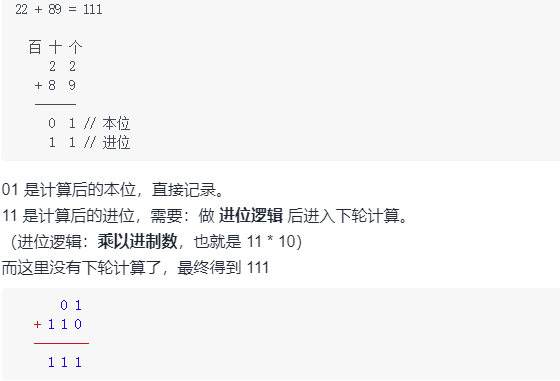 22 + 89 = 111
百 十 个
2 2
+ 8 9
0 1 // 本位
1 1 // 进位
01 是计算后的本位，直接记录。
11 是计算后的进位，需要：做 进位逻辑 后进入下轮计算。
（进位逻辑：乘以进制数，也就是 11 * 10）
而这里没有下轮计算了，最终得到 111
0 1
+ 1 1 0
1 1 1